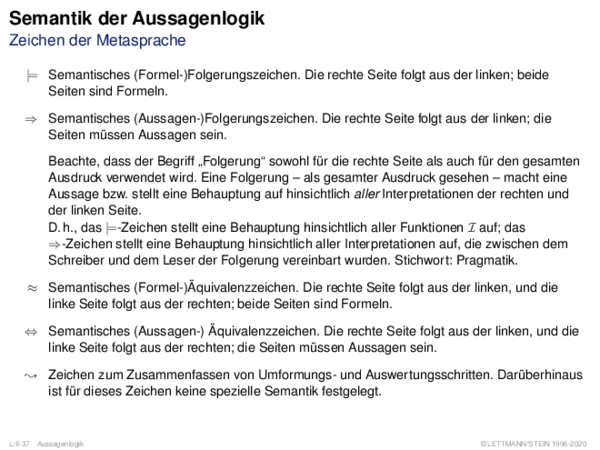 Semantik der Aussagenlogik
Zeichen der Metasprache
⊨ Semantisches (Formel-)Folgerungszeichen. Die rechte Seite folgt aus der linken; beide
Seiten sind Formeln.
⇒ Semantisches (Aussagen-)Folgerungszeichen. Die rechte Seite folgt aus der linken; die
Seiten müssen Aussagen sein.
Beachte, dass der Begriff „Folgerung“ sowohl für die rechte Seite als auch für den gesamten
Ausdruck verwendet wird. Eine Folgerung – als gesamter Ausdruck gesehen – macht eine
Aussage bzw. stellt eine Behauptung auf hinsichtlich aller Interpretationen der rechten und
der linken Seite.
D. h., das ⊨-Zeichen stellt eine Behauptung hinsichtlich aller Funktionen ℐ auf; das
⇒-Zeichen stellt eine Behauptung hinsichtlich aller Interpretationen auf, die zwischen dem
Schreiber und dem Leser der Folgerung vereinbart wurden. Stichwort: Pragmatik.
≈ Semantisches (Formel-)Äquivalenzzeichen. Die rechte Seite folgt aus der linken, und die
linke Seite folgt aus der rechten; beide Seiten sind Formeln.
⇔ Semantisches (Aussagen-) Äquivalenzzeichen. Die rechte Seite folgt aus der linken, und die
linke Seite folgt aus der rechten; die Seiten müssen Aussagen sein.
⇝ Zeichen zum Zusammenfassen von Umformungs- und Auswertungsschritten. Darüberhinaus
ist für dieses Zeichen keine spezielle Semantik festgelegt.
L:II-37 Aussagenlogik
©LETTMANN/STEIN 1996-2020